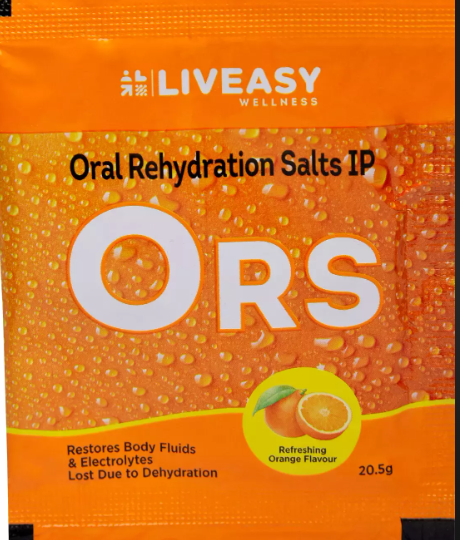 LIVEASY
WELLNESS
Oral Rehydration Salts IP
ORS
Restores Body Fluids
& Electrolytes
Lost Due to Dehydration
Refreshing
Orange Flavour
20.5g